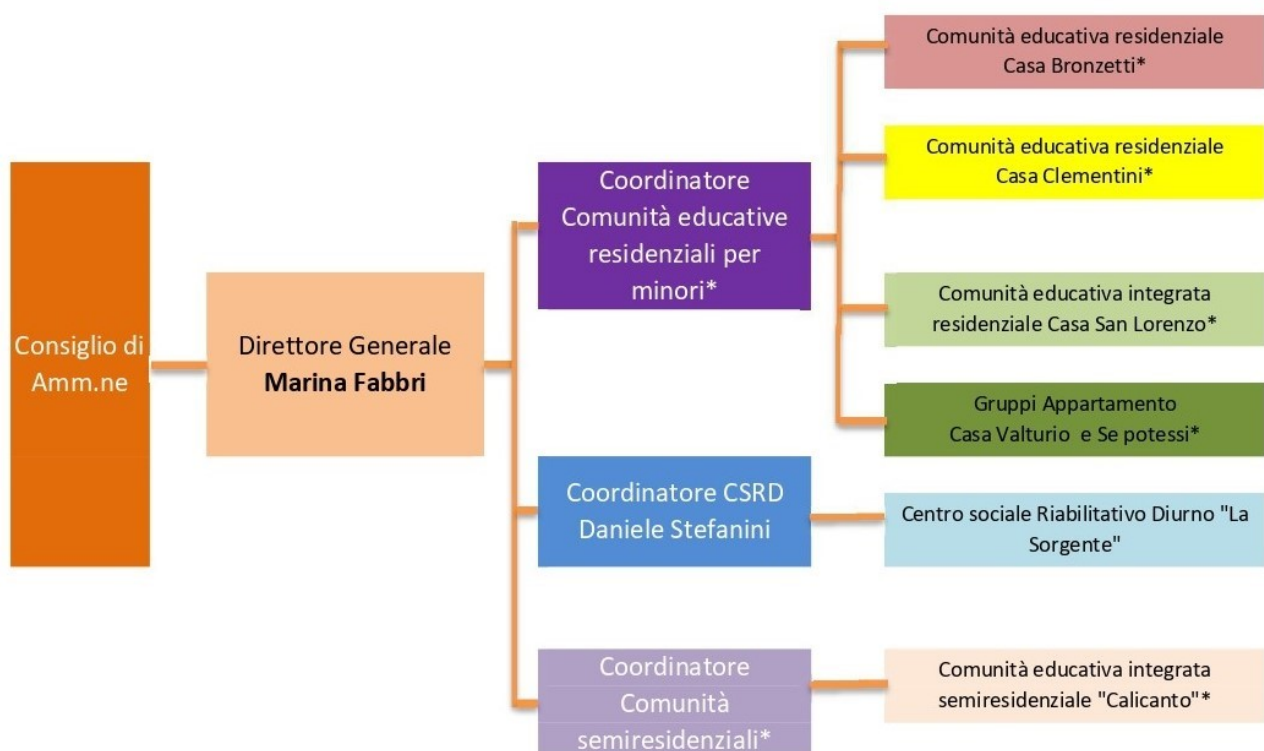 Consiglio di
Amm.ne
Direttore Generale
Marina Fabbri
Coordinatore
Comunità educative
residenziali per
minori*
Coordinatore CSRD
Daniele Stefanini
Coordinatore
Comunità
semiresidenziali*
Comunità educativa residenziale
Casa Bronzetti*
Comunità educativa residenziale
Casa Clementini*
Comunità educativa integrata
residenziale Casa San Lorenzo*
Gruppi Appartamento
Casa Valturio e Se potessi*
Centro sociale Riabilitativo Diurno "La
Sorgente"
Comunità educativa integrata
semiresidenziale "Calicanto"*